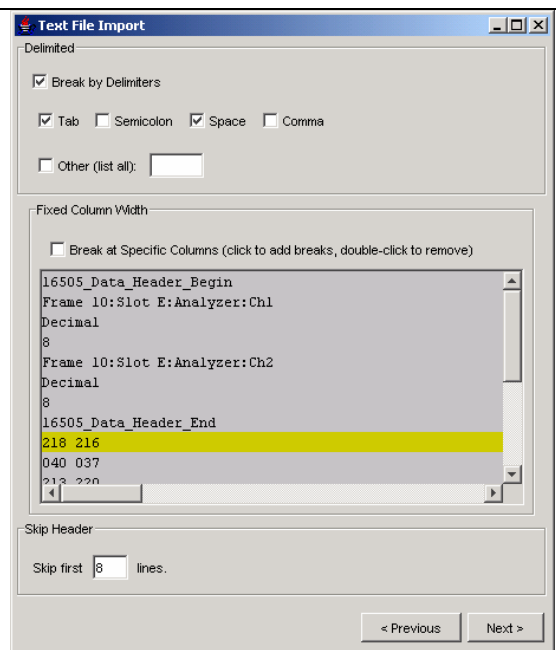 Text File Import
Delimited
Break by Delimiters
Tab Semicolon Space Comma
Other (list all):
Fixed Column Width
Break at Specific Columns (click to add breaks, double-click to remove)
16505_Data_Header_Begin
Frame 10:Slot E:Analyzer:Ch1
Decimal
8
Frame 10:Slot E:Analyzer:Ch2
Decimal
8
16505_Data_Header_End
218 216
040 037
213 220
Skip Header
Skip first 8 lines.
< Previous Next >